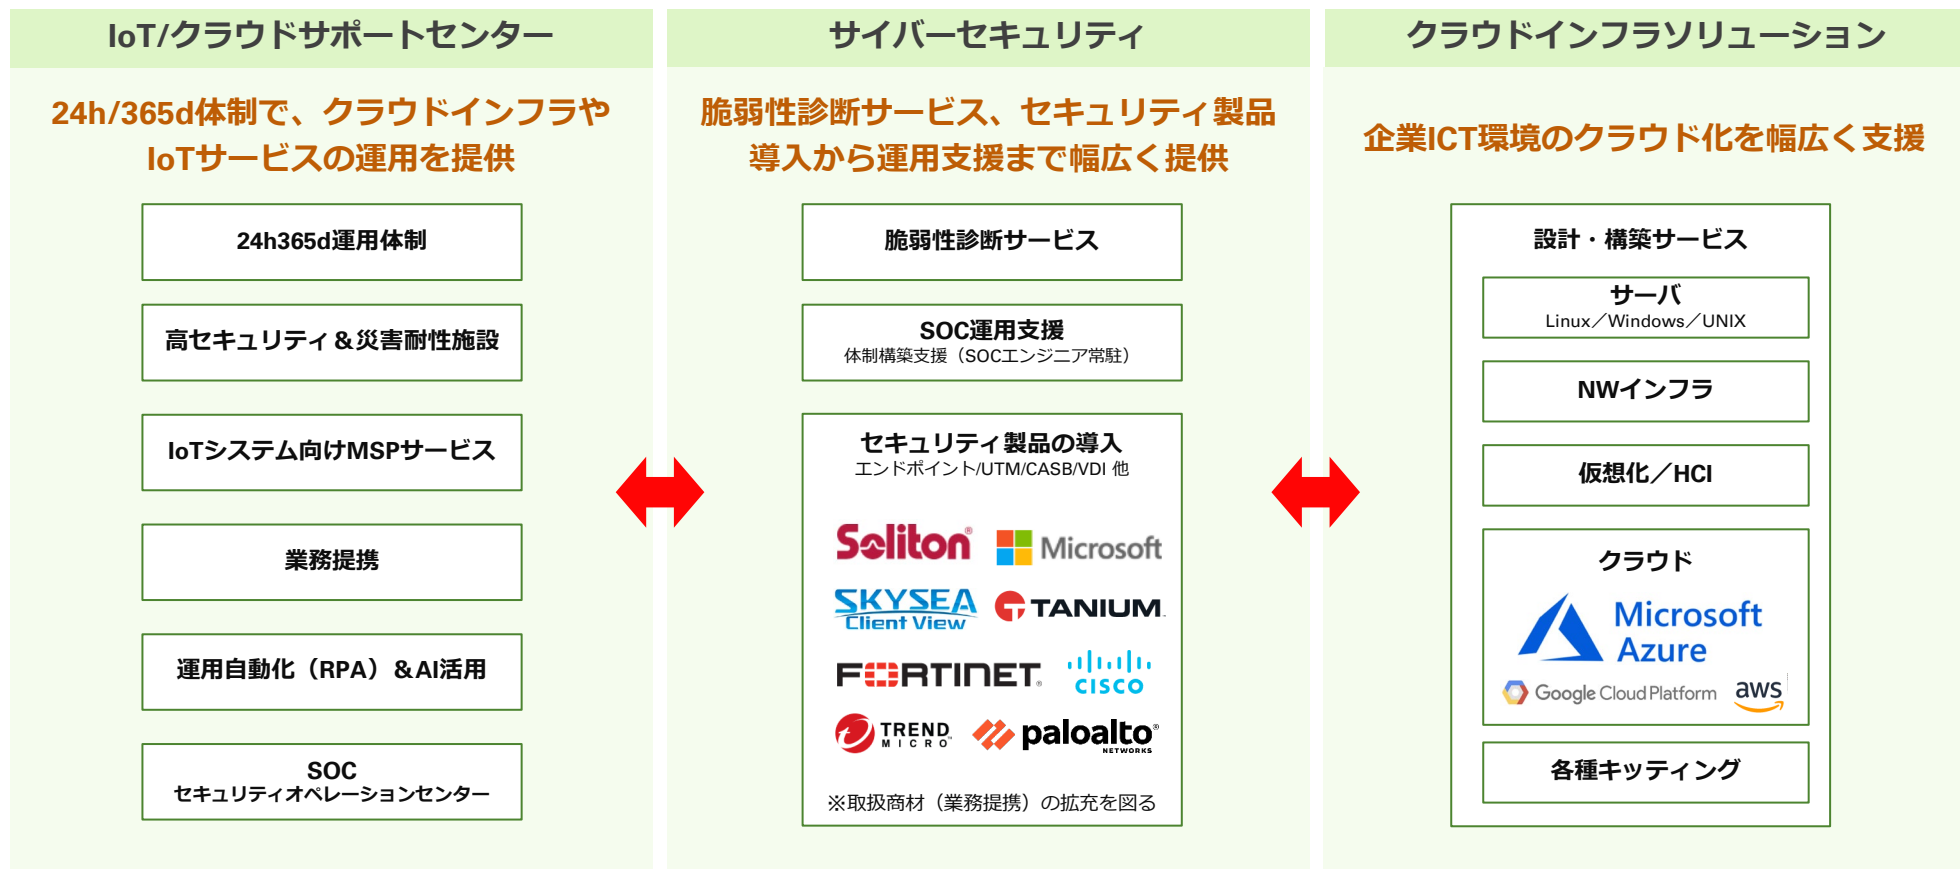 IoT/クラウドサポートセンター
24h/365d体制で、クラウドインフラや
IoTサービスの運用を提供
24h365d運用体制
高セキュリティ＆災害耐性施設
IoTシステム向けMSPサービス
業務提携
運用自動化（RPA）＆AI活用
SOC
セキュリティオペレーションセンター
サイバーセキュリティ
脆弱性診断サービス、セキュリティ製品
導入から運用支援まで幅広く提供
脆弱性診断サービス
SOC運用支援
体制構築支援（SOCエンジニア常駐）
セキュリティ製品の導入
エンドポイント/UTM/CASB/VDI 他
Soliton®
Microsoft
SKYSEA
Client View
TANIUM
FORTINET®
CISCO
TREND
MICRO™
paloalto®
NETWORKS
※取扱商材（業務提携）の拡充を図る
クラウドインフラソリューション
企業ICT環境のクラウド化を幅広く支援
設計・構築サービス
サーバ
Linux／Windows／UNIX
NWインフラ
仮想化／HCI
クラウド
Microsoft
Azure
Google Cloud Platform
aws
各種キッティング